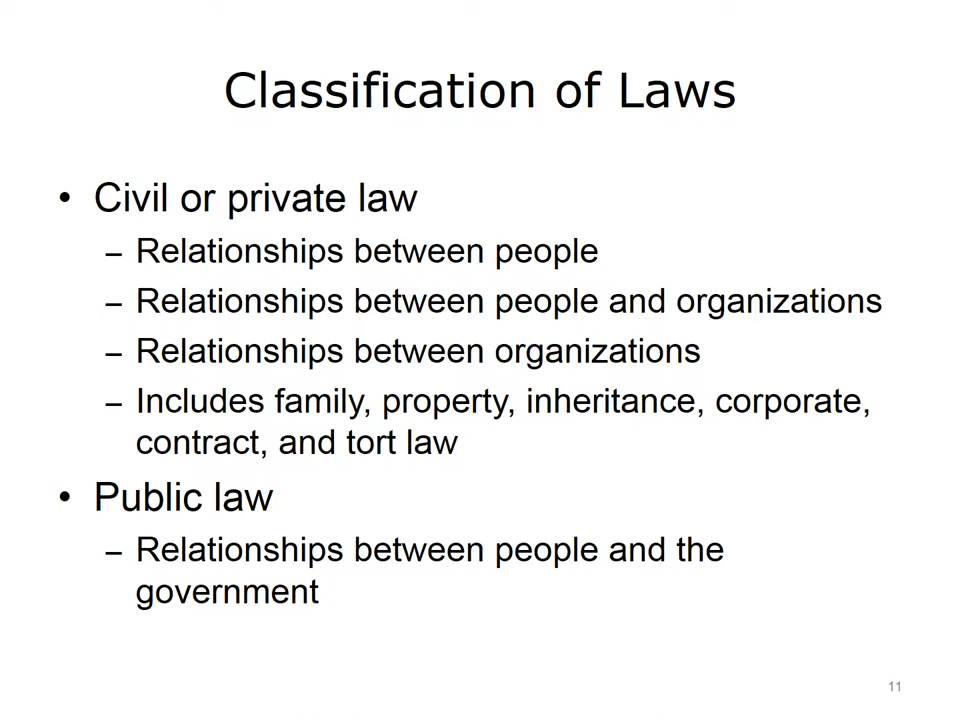 Classification of Laws
• Civil or private law
– Relationships between people
– Relationships between people and organizations
– Relationships between organizations
– Includes family, property, inheritance, corporate,
contract, and tort law
• Public law
– Relationships between people and the
government
11